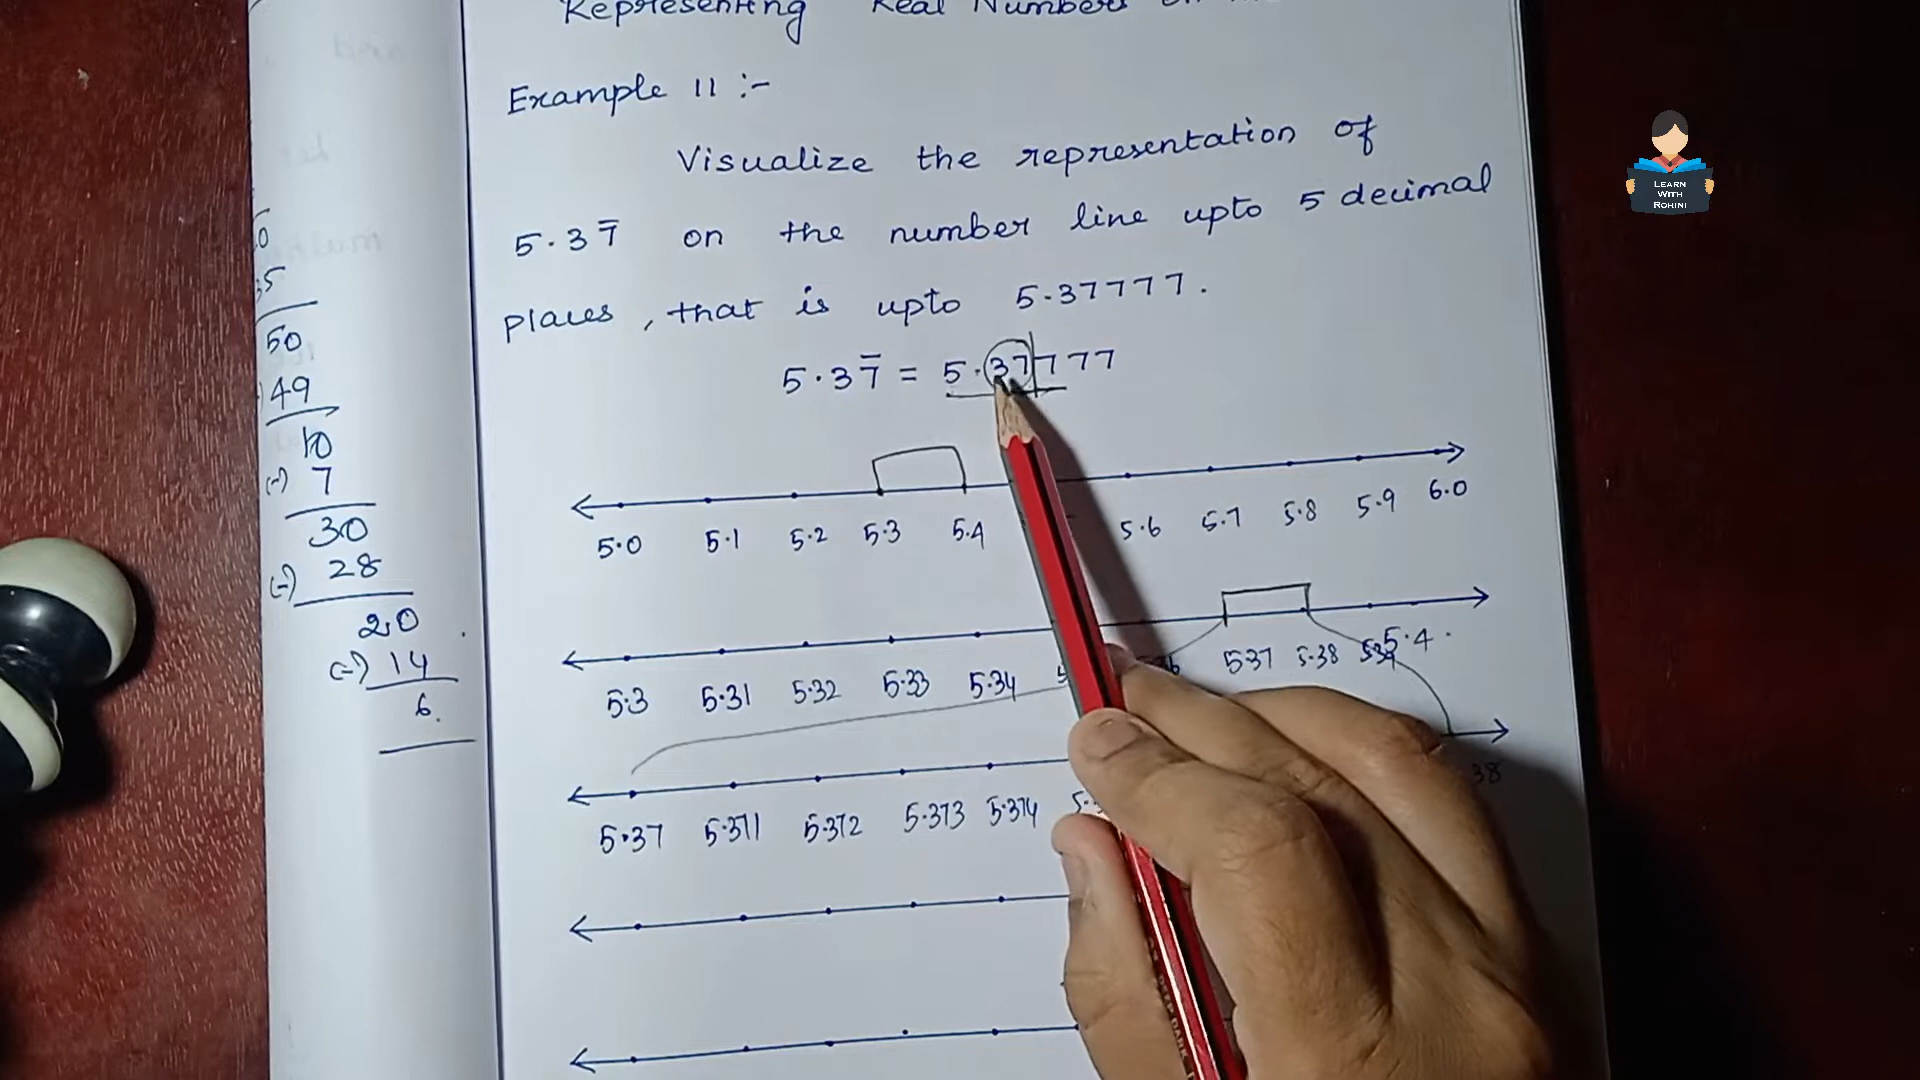 Representing Real Numbers on
Example 11 :-
Visualize the representation of
5.37̅ on the number line upto 5 decimal
places, that is upto 5.37777.
5.37̅ = 5.37777
5.0 5.1 5.2 5.3 5.4 5.6 5.7 5.8 5.9 6.0
5.3 5.31 5.32 5.33 5.34 5.37 5.38 5.4
5.37 5.371 5.372 5.373 5.374 38
50
49
10
(-) 7
30
(-) 28
20
(-) 14
6.
LEARN
WITH
ROHINI